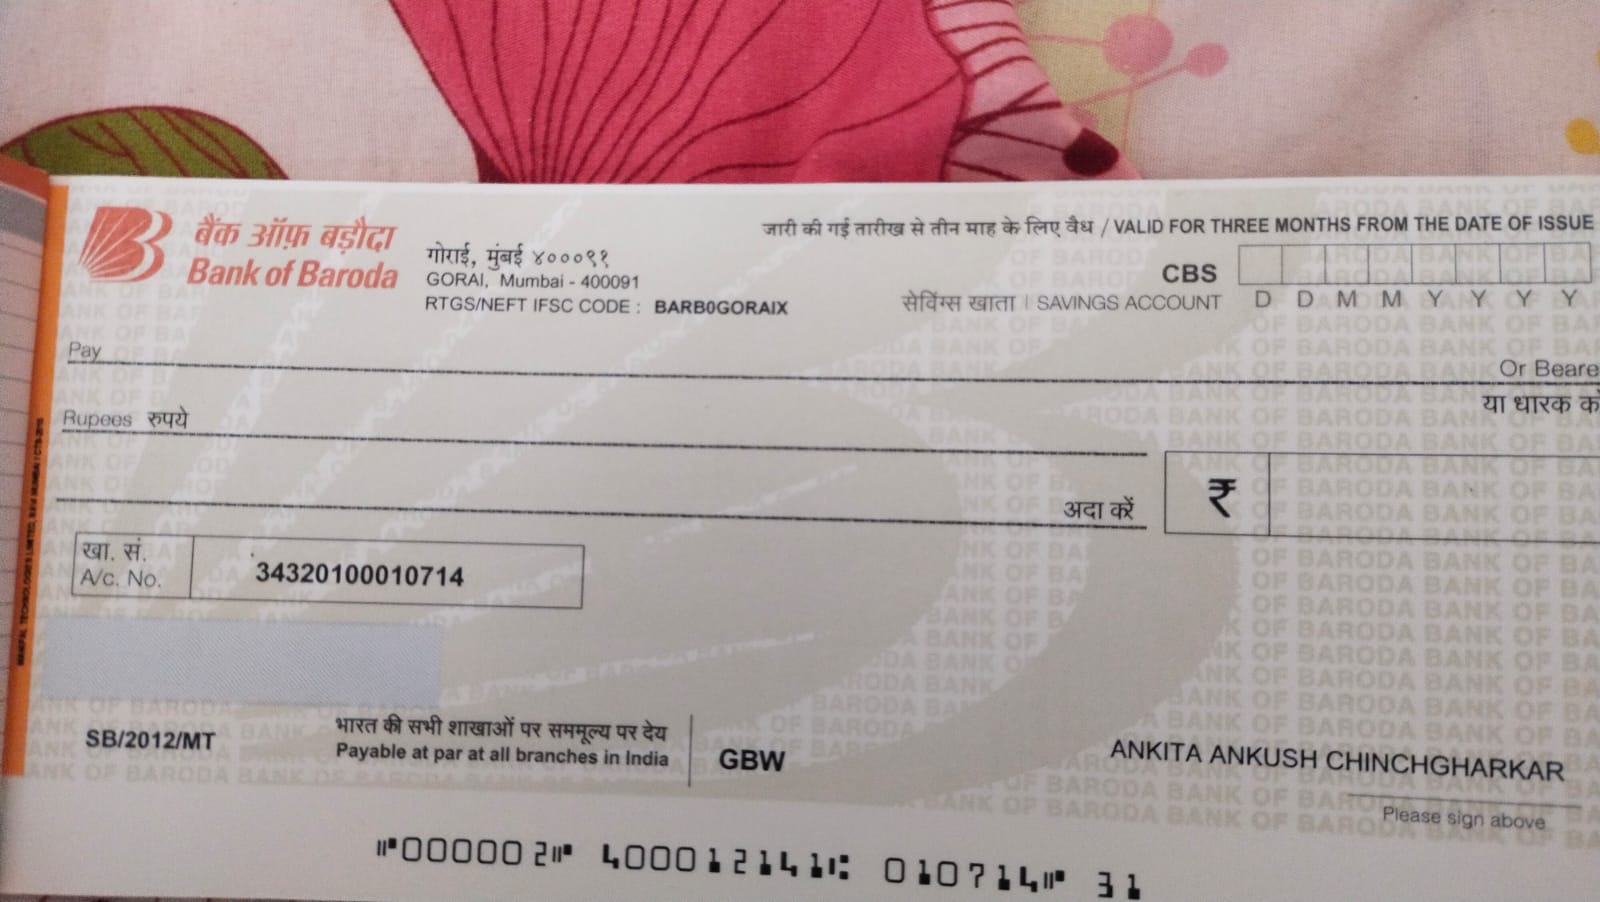 बैंक ऑफ़ बड़ौदा
Bank of Baroda
गोराई, मुंबई ४०००९१
GORAI, Mumbai - 400091
RTGS/NEFT IFSC CODE : BARB0GORAIX
जारी की गई तारीख से तीन माह के लिए वैध / VALID FOR THREE MONTHS FROM THE DATE OF ISSUE
CBS
सेविंग्स खाता | SAVINGS ACCOUNT
D D M M Y Y Y Y
Pay
Or Beare
या धारक को
Rupees रुपये
अदा करें
₹
खा. सं.
A/c. No.
34320100010714
SB/2012/MT
भारत की सभी शाखाओं पर सममूल्य पर देय
Payable at par at all branches in India
GBW
ANKITA ANKUSH CHINCHGHARKAR
Please sign above
⑈000002⑈ 400012141⑆ 010714⑈ 31